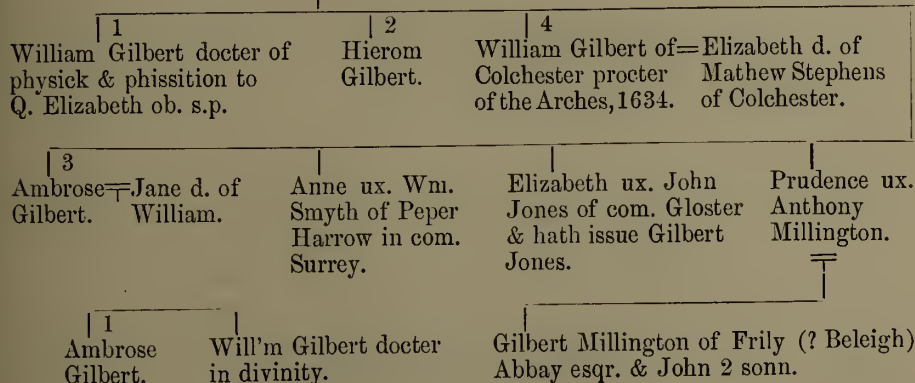 1
William Gilbert docter of
physick & phissition to
Q. Elizabeth ob. s.p.
2
Hierom
Gilbert.
4
William Gilbert of=Elizabeth d. of
Colchester procter Mathew Stephens
of the Arches, 1634. of Colchester.
3
Ambrose=Jane d. of
Gilbert. William.
Anne ux. Wm.
Smyth of Peper
Harrow in com.
Surrey.
Elizabeth ux. John
Jones of com. Gloster
& hath issue Gilbert
Jones.
Prudence ux.
Anthony
Millington.
1
Ambrose
Gilbert.
Will'm Gilbert docter
in divinity.
Gilbert Millington of Frily (? Beleigh)
Abbay esqr. & John 2 sonn.